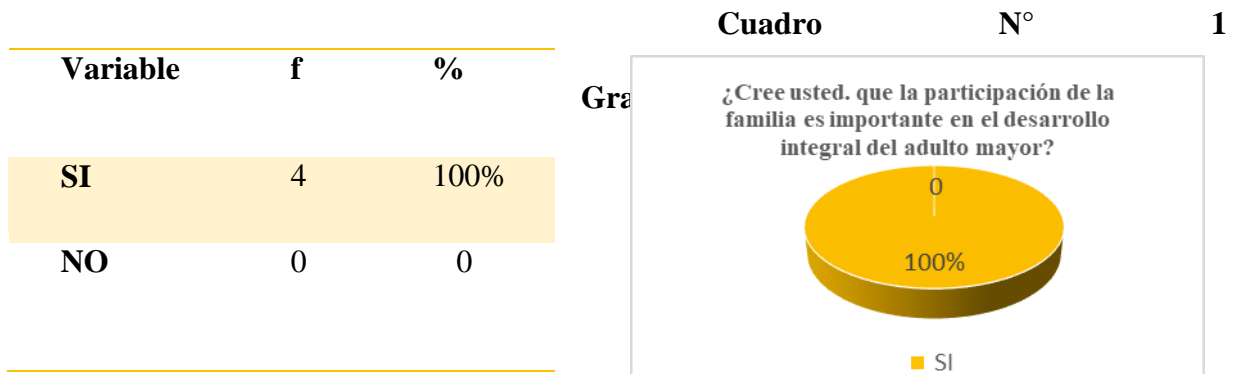 Cuadro N° 1
Variable f %
SI 4 100%
NO 0 0
Gra
¿Cree usted. que la participación de la
familia es importante en el desarrollo
integral del adulto mayor?
0
100%
SI